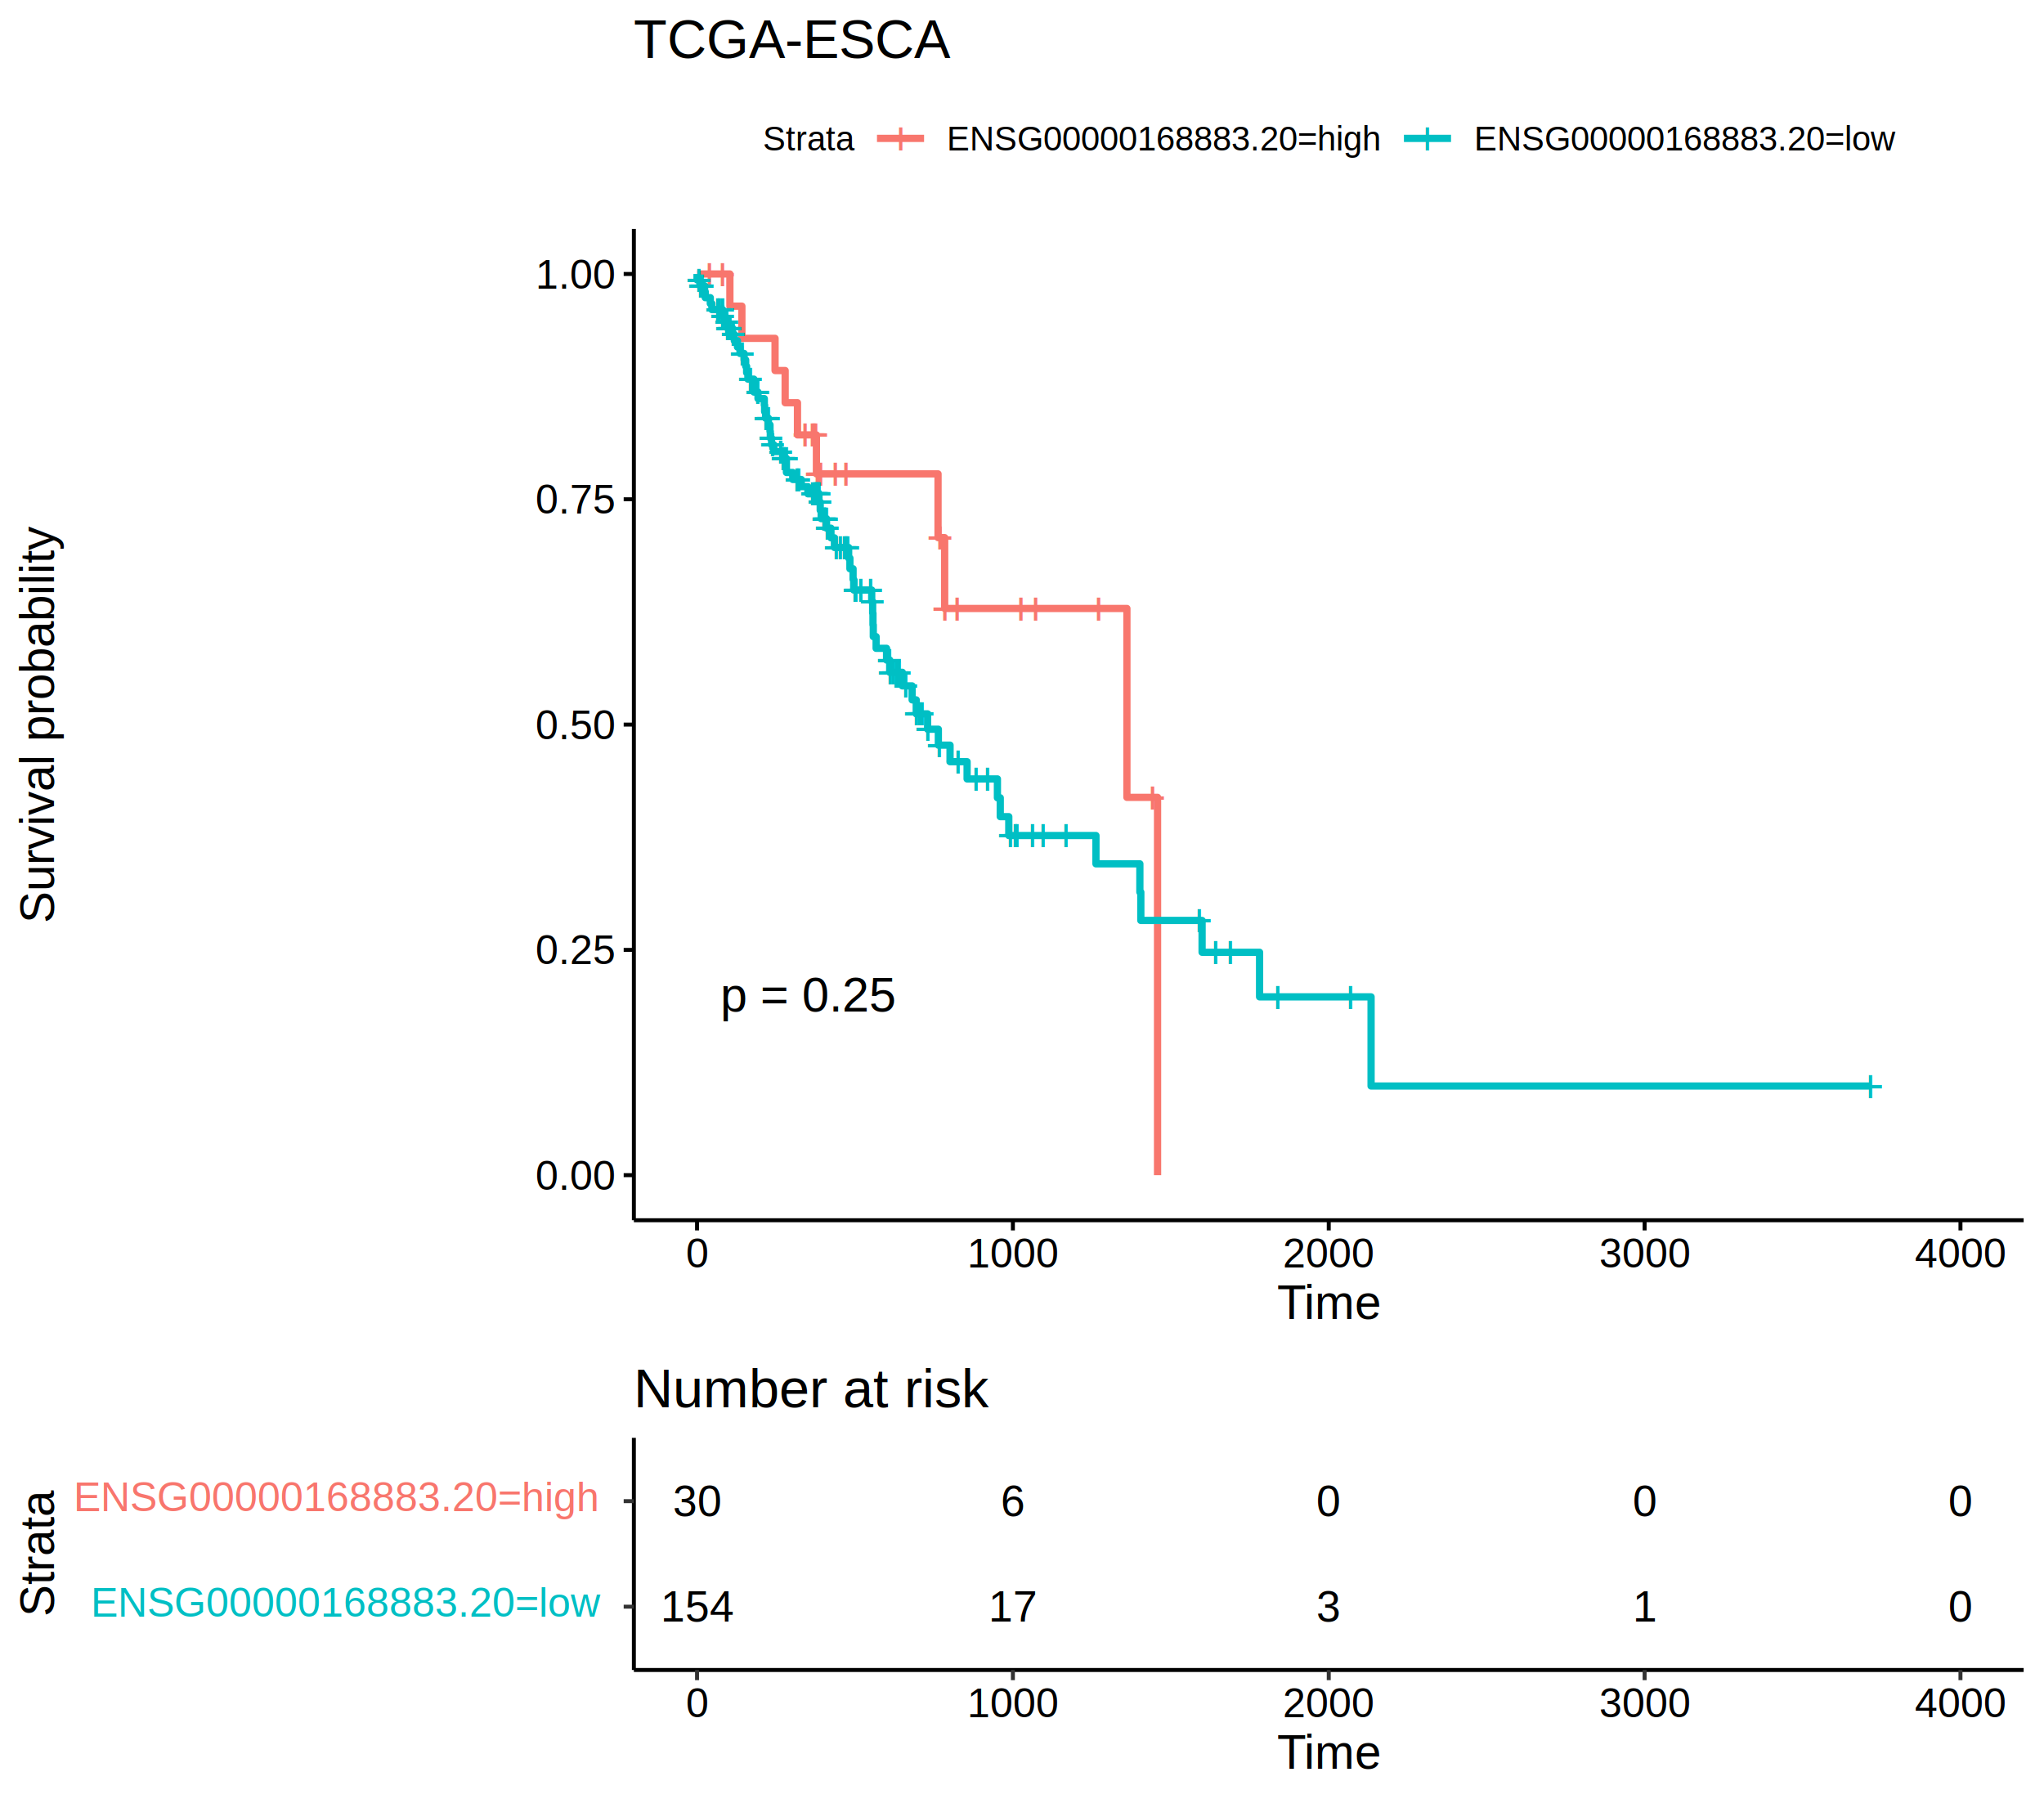 TCGA-ESCA
Strata ENSG00000168883.20=high ENSG00000168883.20=low
Survival probability
1.00
0.75
0.50
0.25
0.00
p = 0.25
0 1000 2000 3000 4000
Time
Number at risk
Strata
ENSG00000168883.20=high 30 6 0 0 0
ENSG00000168883.20=low 154 17 3 1 0
0 1000 2000 3000 4000
Time